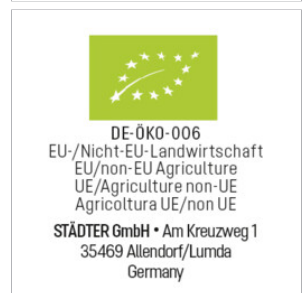 DE-ÖKO-006
EU-/Nicht-EU-Landwirtschaft
EU/non-EU Agriculture
UE/Agriculture non-UE
Agricoltura UE/non UE
STÄDTER GmbH • Am Kreuzweg 1
35469 Allendorf/Lumda
Germany